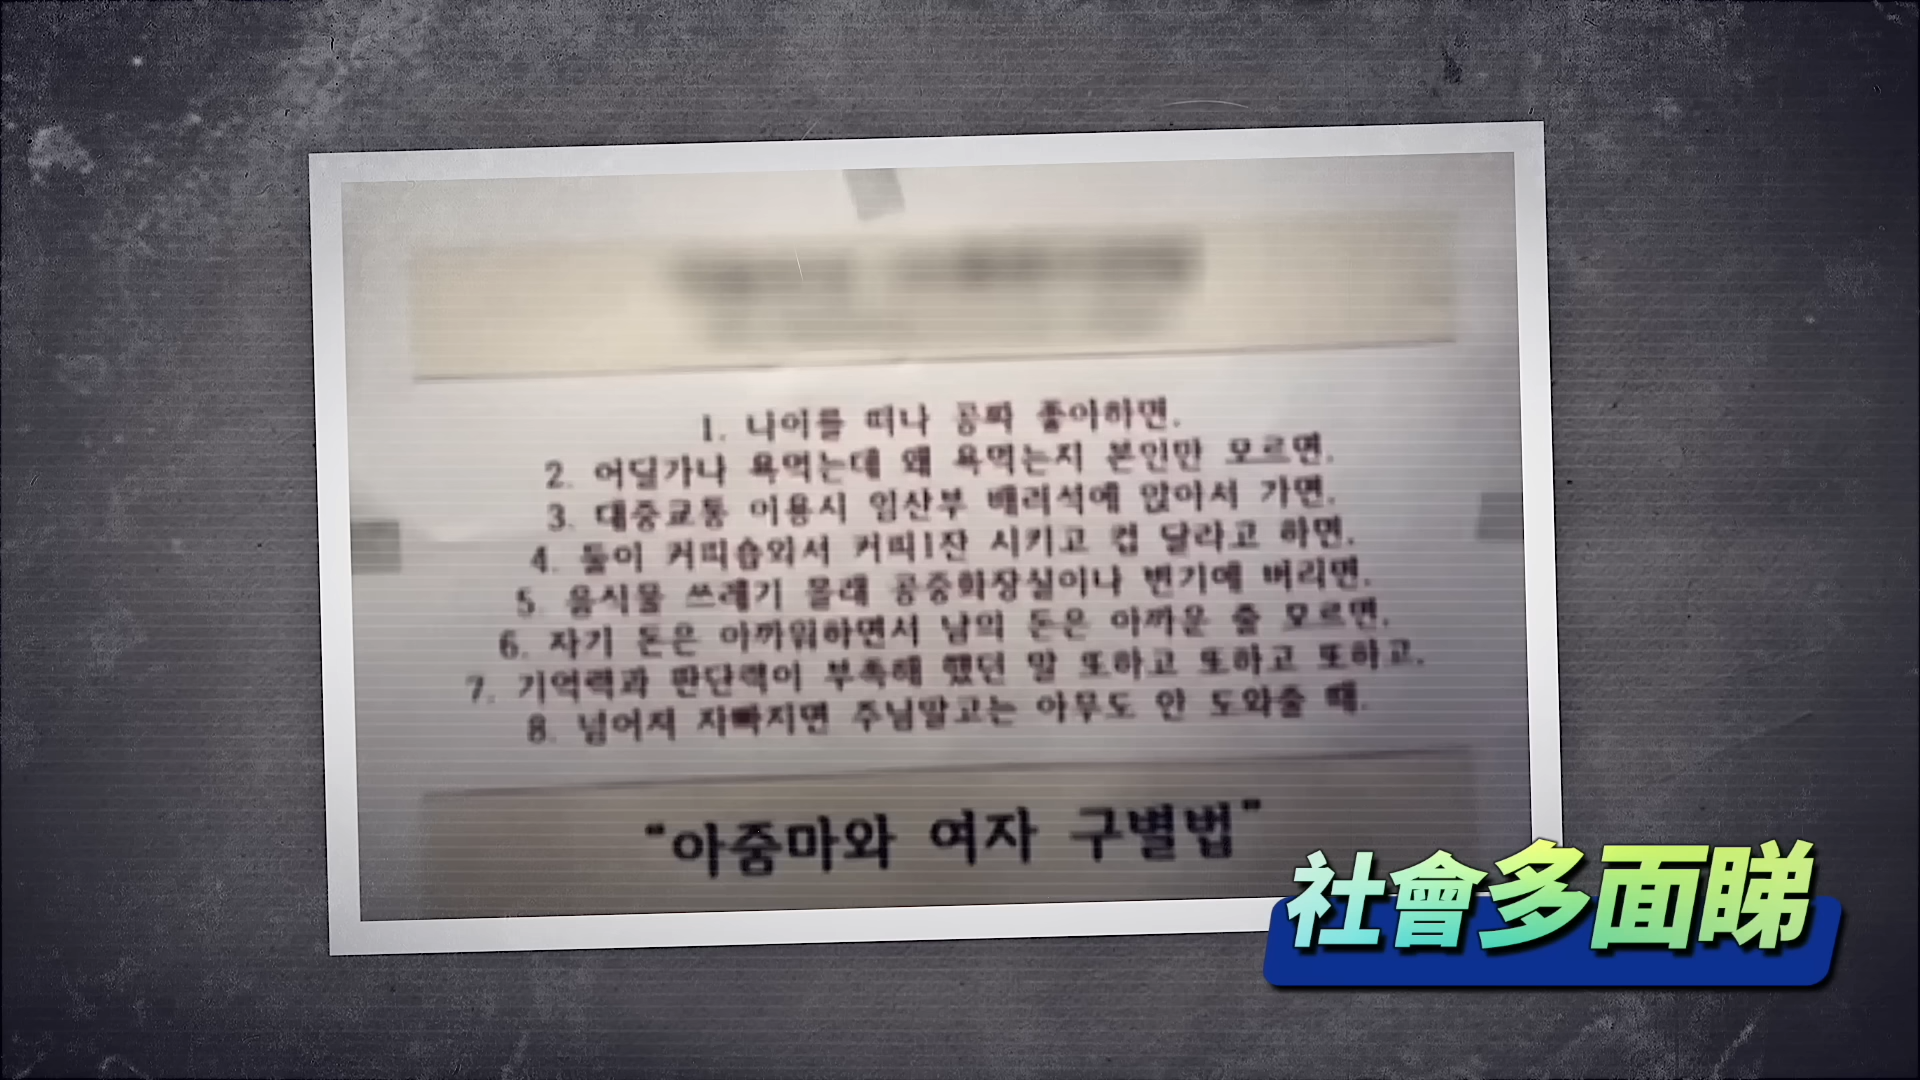 1. 나이를 떠나 공짜 좋아하면.
2. 어딜가나 욕먹는데 왜 욕먹는지 본인만 모르면.
3. 대중교통 이용시 임산부 배려석에 앉아서 가면.
4. 둘이 커피숍와서 커피1잔 시키고 컵 달라고 하면.
5. 음식물 쓰레기 몰래 공중화장실이나 변기에 버리면.
6. 자기 돈은 아까워하면서 남의 돈은 아까운 줄 모르면.
7. 기억력과 판단력이 부족해 했던 말 또하고 또하고 또하고.
8. 넘어져 자빠지면 주님말고는 아무도 안 도와줄 때.
"아줌마와 여자 구별법"
社會多面睇